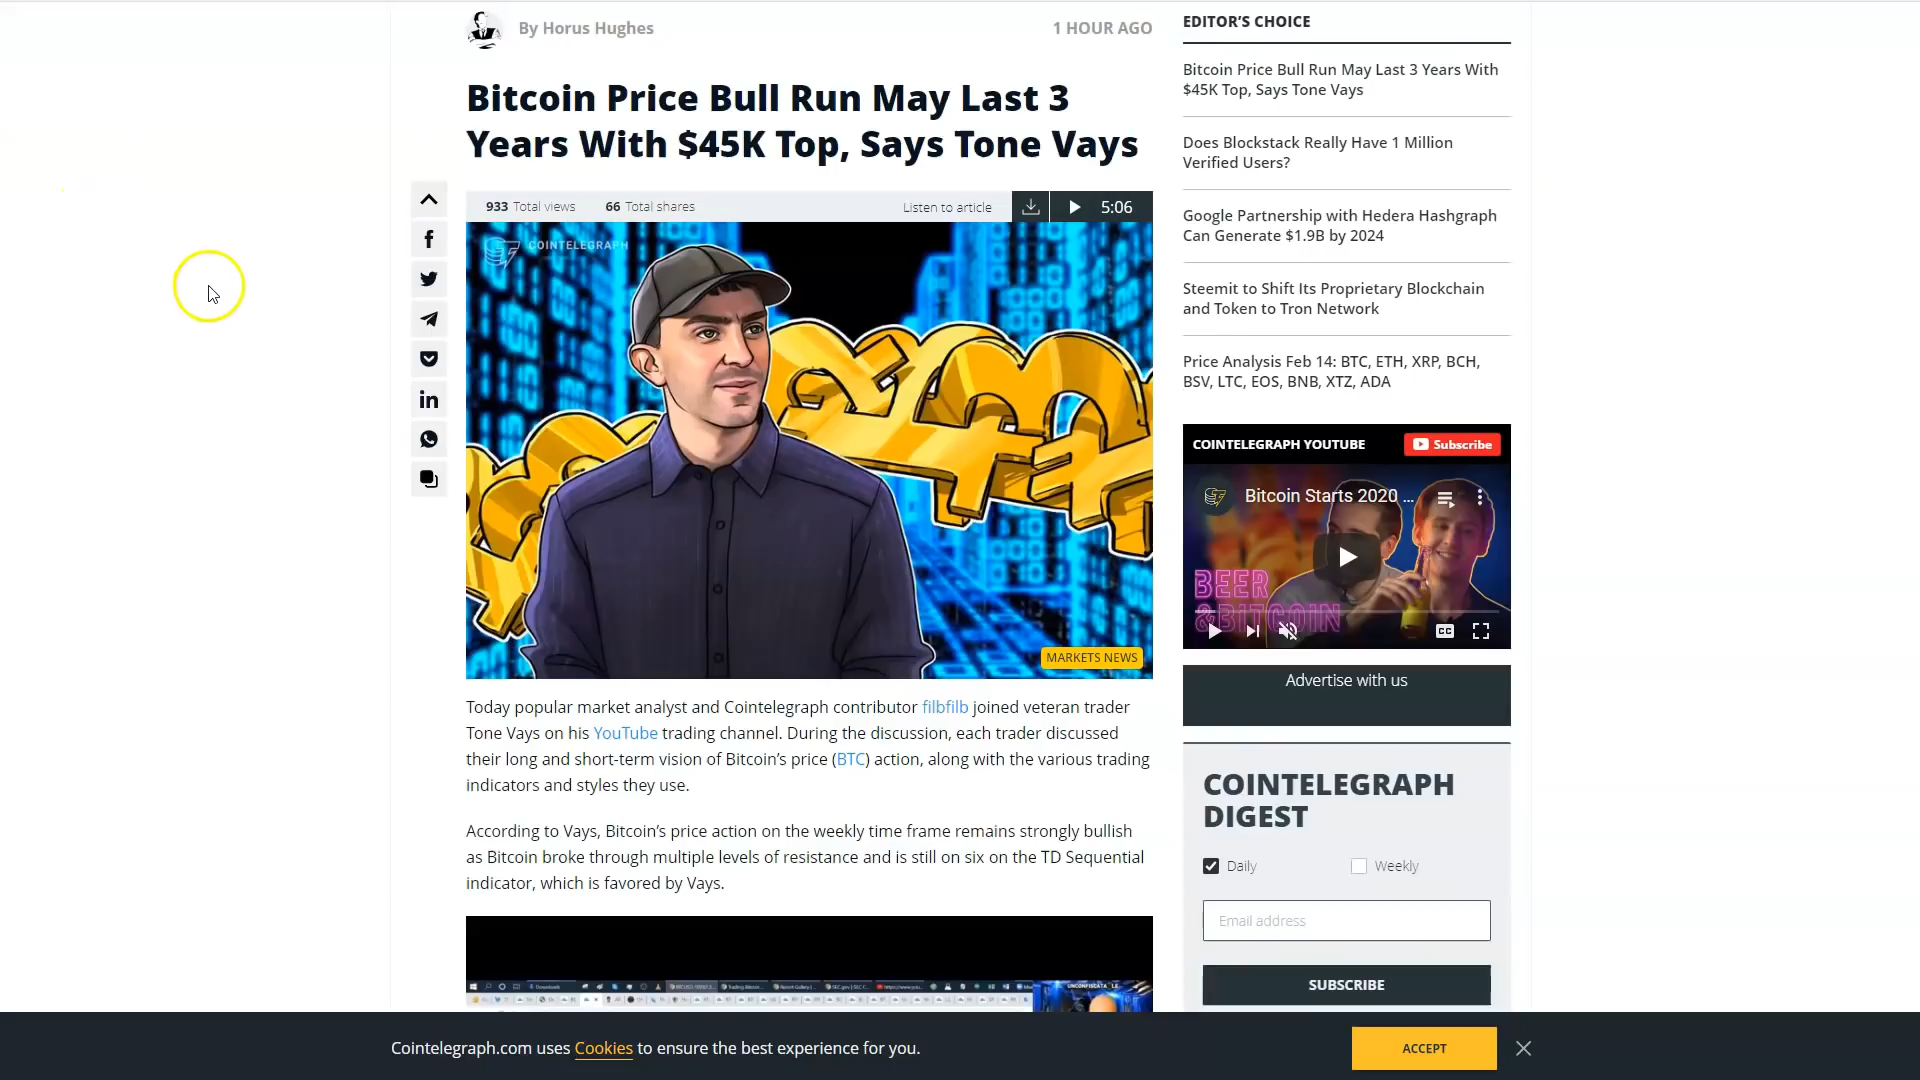 By Horus Hughes
1 HOUR AGO
Bitcoin Price Bull Run May Last 3
Years With $45K Top, Says Tone Vays
933 Total views
66 Total shares
Listen to article
5:06
COINTELEGRAPH
MARKETS NEWS
Today popular market analyst and Cointelegraph contributor filbfilb joined veteran trader
Tone Vays on his YouTube trading channel. During the discussion, each trader discussed
their long and short-term vision of Bitcoin’s price (BTC) action, along with the various trading
indicators and styles they use.
According to Vays, Bitcoin’s price action on the weekly time frame remains strongly bullish
as Bitcoin broke through multiple levels of resistance and is still on six on the TD Sequential
indicator, which is favored by Vays.
EDITOR’S CHOICE
Bitcoin Price Bull Run May Last 3 Years With
$45K Top, Says Tone Vays
Does Blockstack Really Have 1 Million
Verified Users?
Google Partnership with Hedera Hashgraph
Can Generate $1.9B by 2024
Steemit to Shift Its Proprietary Blockchain
and Token to Tron Network
Price Analysis Feb 14: BTC, ETH, XRP, BCH,
BSV, LTC, EOS, BNB, XTZ, ADA
COINTELEGRAPH YOUTUBE
Subscribe
Bitcoin Starts 2020 ...
BEER
&BITCOIN
CC
Advertise with us
COINTELEGRAPH
DIGEST
Daily
Weekly
Email address
SUBSCRIBE
Cointelegraph.com uses Cookies to ensure the best experience for you.
ACCEPT